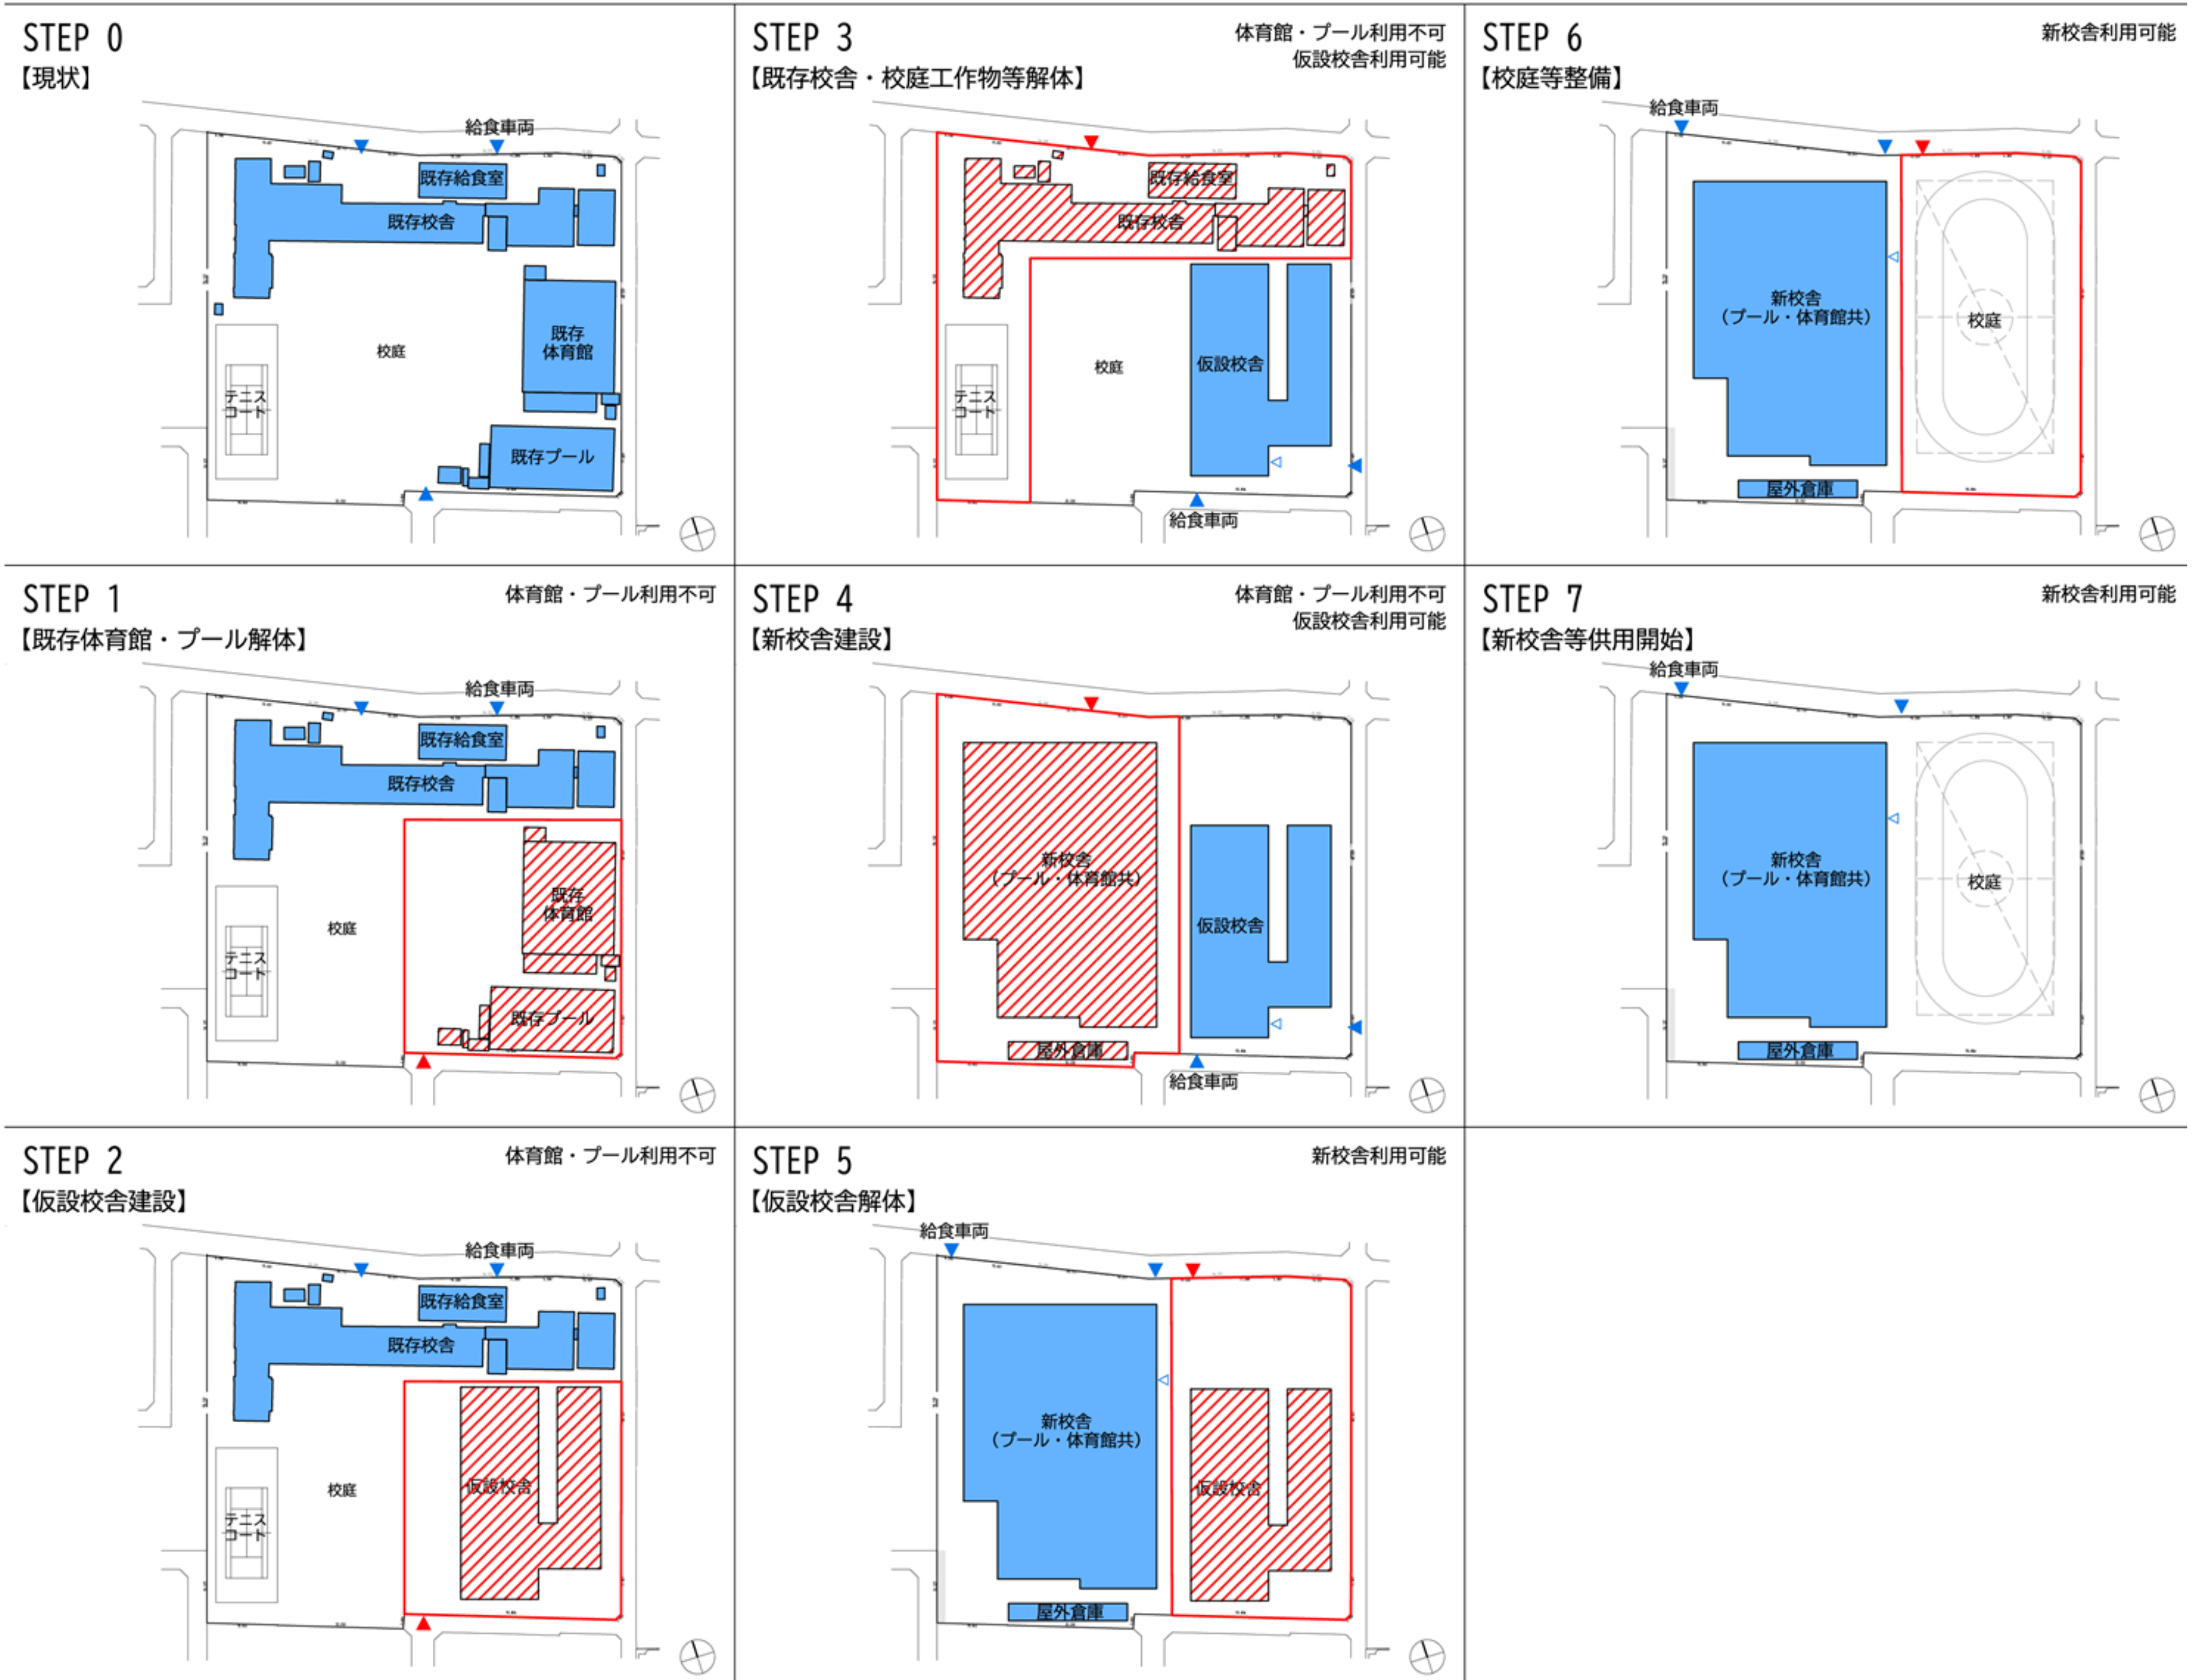 STEP 0
【現状】
給食車両
既存給食室
既存校舎
既存
体育館
校庭
テニス
コート
既存プール
STEP 1
体育館・プール利用不可
【既存体育館・プール解体】
給食車両
既存給食室
既存校舎
既存
体育館
校庭
テニス
コート
既存プール
STEP 2
体育館・プール利用不可
【仮設校舎建設】
給食車両
既存給食室
既存校舎
仮設校舎
校庭
テニス
コート
STEP 3
体育館・プール利用不可
仮設校舎利用可能
【既存校舎・校庭工作物等解体】
既存給食室
既存校舎
仮設校舎
校庭
テニス
コート
給食車両
STEP 4
体育館・プール利用不可
仮設校舎利用可能
【新校舎建設】
新校舎
(プール・体育館共)
仮設校舎
屋外倉庫
給食車両
STEP 5
新校舎利用可能
【仮設校舎解体】
給食車両
新校舎
(プール・体育館共)
仮設校舎
屋外倉庫
STEP 6
新校舎利用可能
【校庭等整備】
給食車両
新校舎
(プール・体育館共)
校庭
屋外倉庫
STEP 7
新校舎利用可能
【新校舎等供用開始】
給食車両
新校舎
(プール・体育館共)
校庭
屋外倉庫